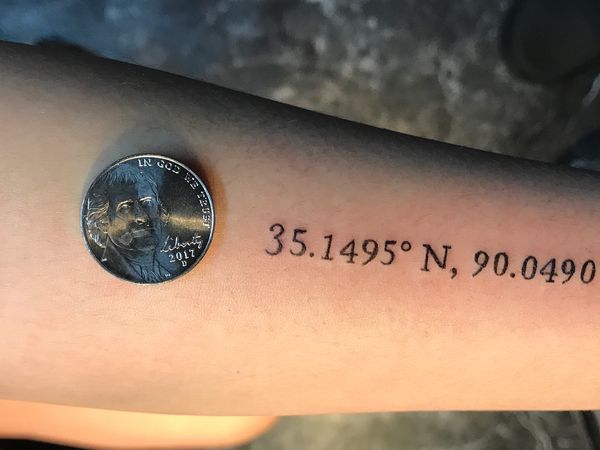 IN GOD WE TRUST
Liberty
2017
D
35.1495° N, 90.0490